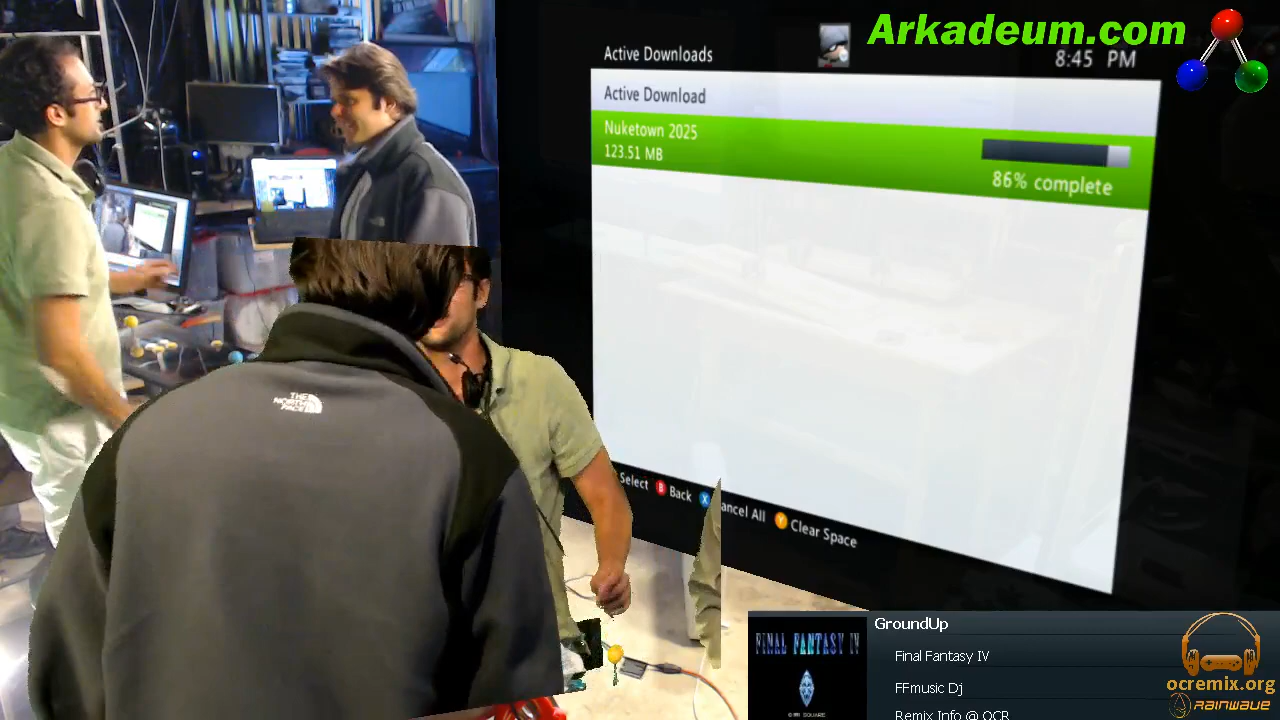 Arkadeum.com
Active Downloads
8:45 PM
Active Download
Nuketown 2025
123.51 MB
86% complete
Select B Back X ancel All Y Clear Space
THE
NORTH
FACE
FINAL FANTASY IV
SQUARE
GroundUp
Final Fantasy IV
FFmusic Dj
Remix Info @ OCR
ocremix.org
RAINWAVE